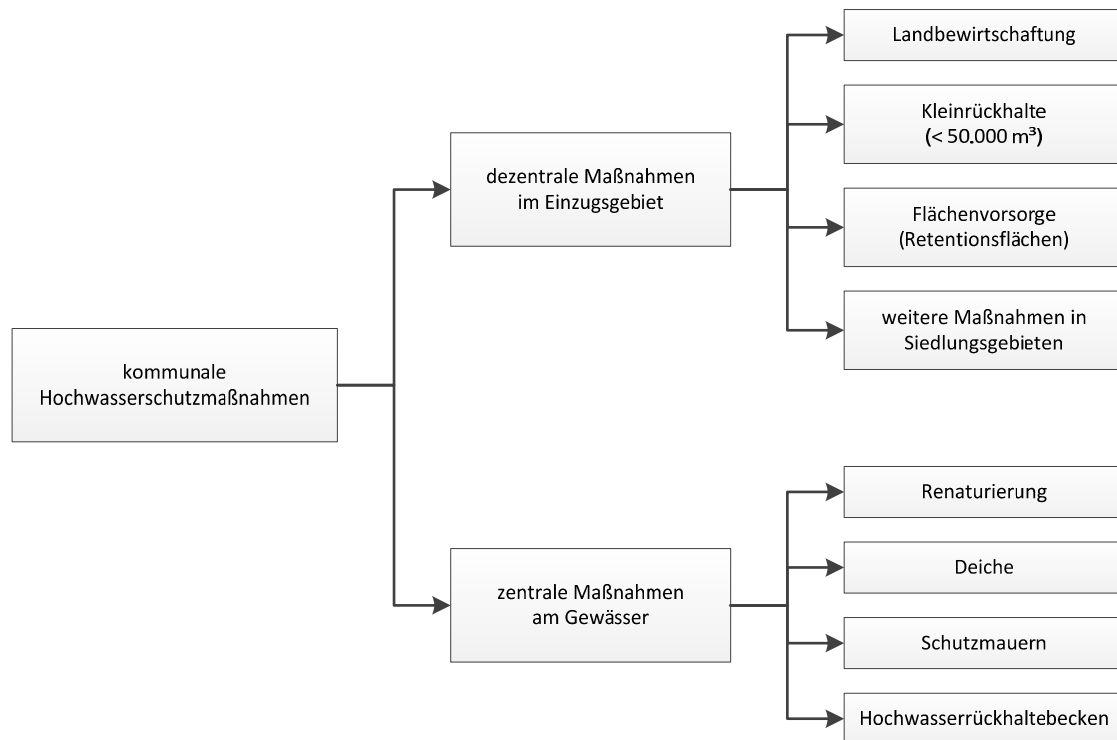 kommunale
Hochwasserschutzmaßnahmen
dezentrale Maßnahmen
im Einzugsgebiet
Landbewirtschaftung
Kleinrückhalte
(< 50.000 m³)
Flächenvorsorge
(Retentionsflächen)
weitere Maßnahmen in
Siedlungsgebieten
zentrale Maßnahmen
am Gewässer
Renaturierung
Deiche
Schutzmauern
Hochwasserrückhaltebecken